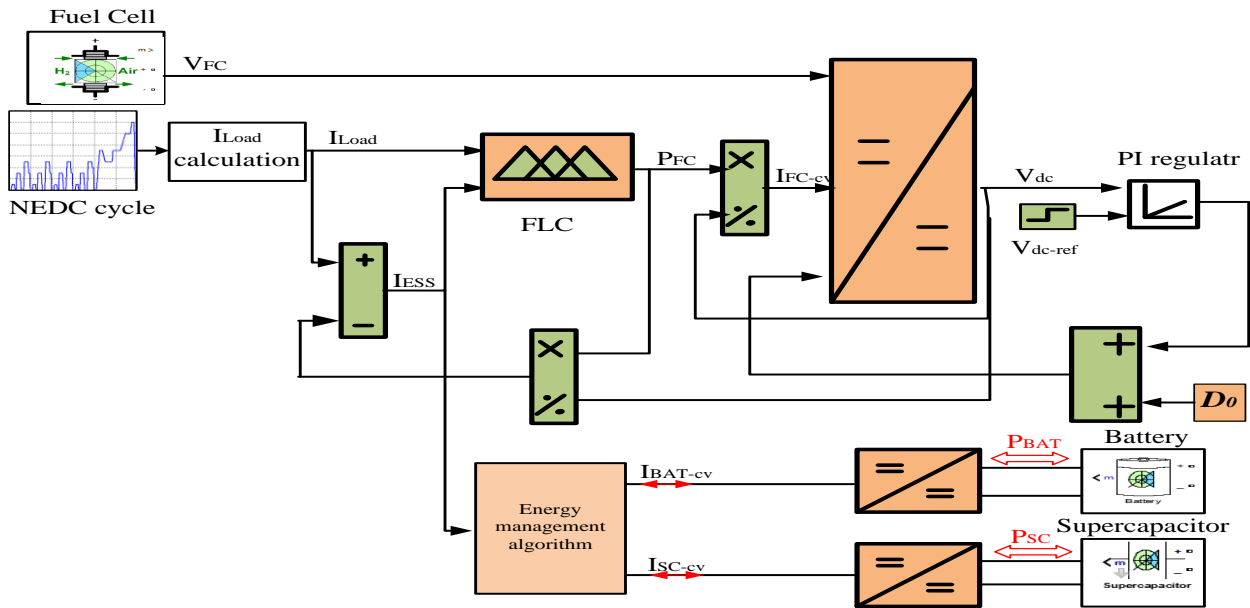 Fuel Cell
+
m >
H2 Air
+
-
-
VFC
ILoad
calculation
ILoad
NEDC cycle
FLC
PFC
×
÷
IFC-cv
=
=
Vdc
PI regulatr
Vdc-ref
+
−
IESS
×
÷
+
+
D0
Energy
management
algorithm
IBAT-cv
=
=
PBAT
Battery
< m
+
−
Battery
ISC-cv
=
=
PSC
Supercapacitor
< m
+
−
Supercapacitor